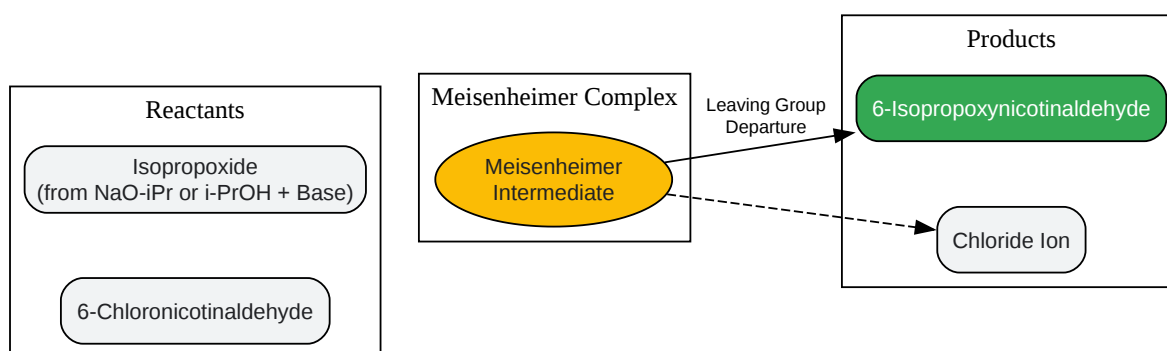 Reactants
Isopropoxide
(from NaO-iPr or i-PrOH + Base)
6-Chloronicotinaldehyde
Meisenheimer Complex
Meisenheimer
Intermediate
Leaving Group
Departure
Products
6-Isopropoxynicotinaldehyde
Chloride Ion